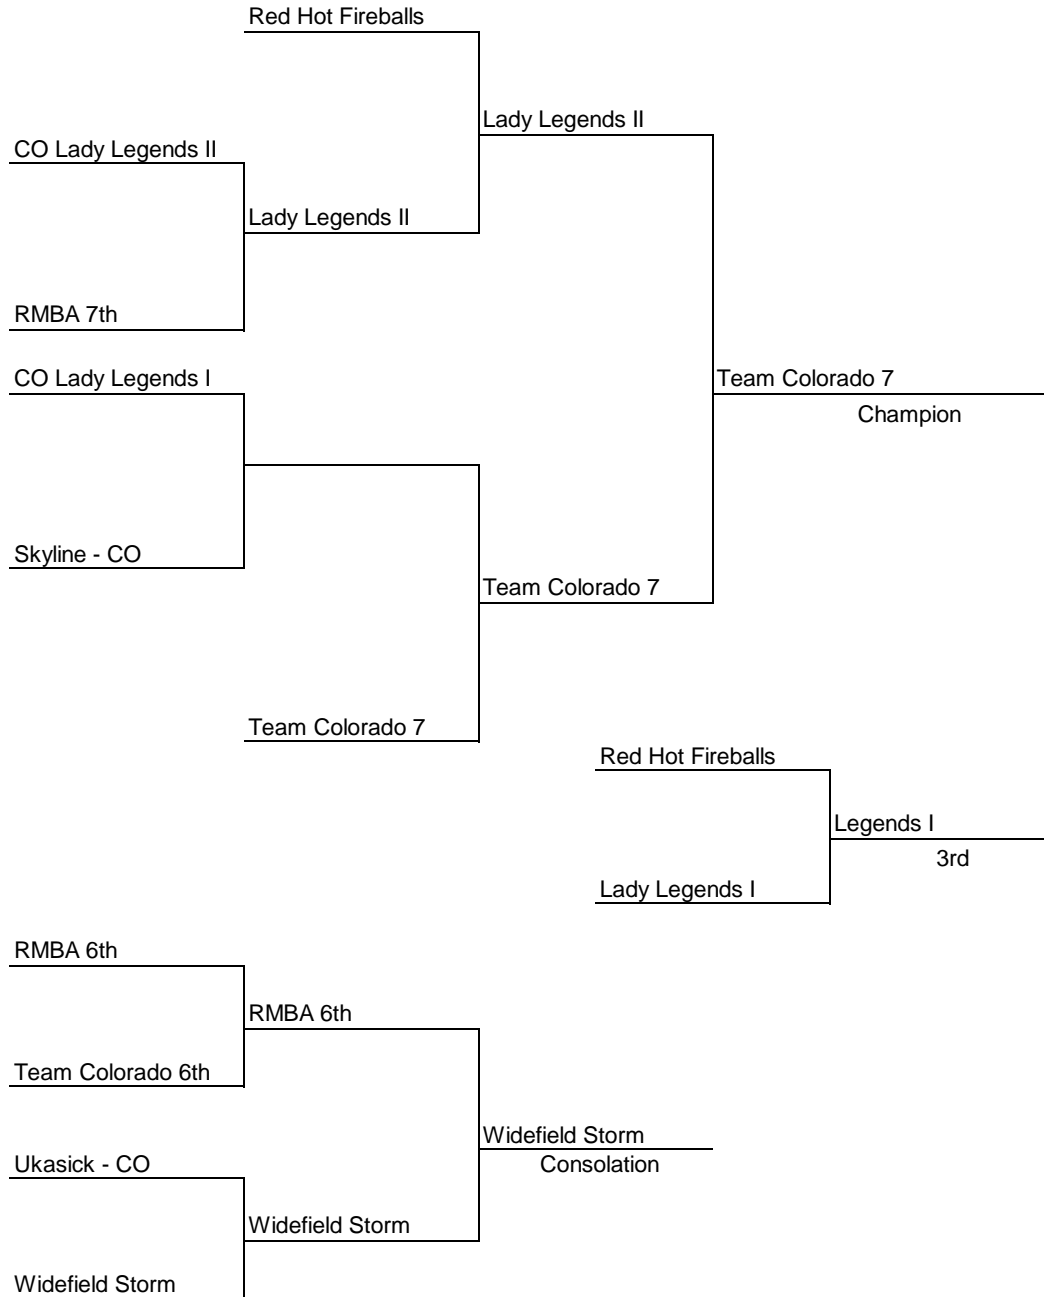 Red Hot Fireballs
Lady Legends II
CO Lady Legends II
Lady Legends II
RMBA 7th
CO Lady Legends I
Team Colorado 7
Champion
Skyline - CO
Team Colorado 7
Team Colorado 7
Red Hot Fireballs
Legends I
3rd
Lady Legends I
RMBA 6th
RMBA 6th
Team Colorado 6th
Widefield Storm
Ukasick - CO
Consolation
Widefield Storm
Widefield Storm